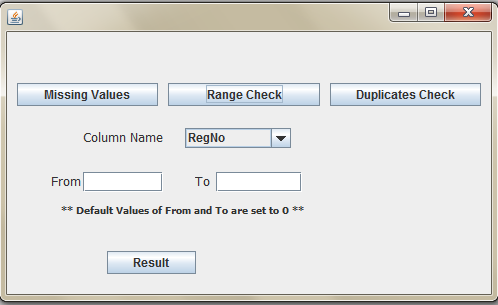 Missing Values Range Check Duplicates Check
Column Name RegNo
From To
** Default Values of From and To are set to 0 **
Result